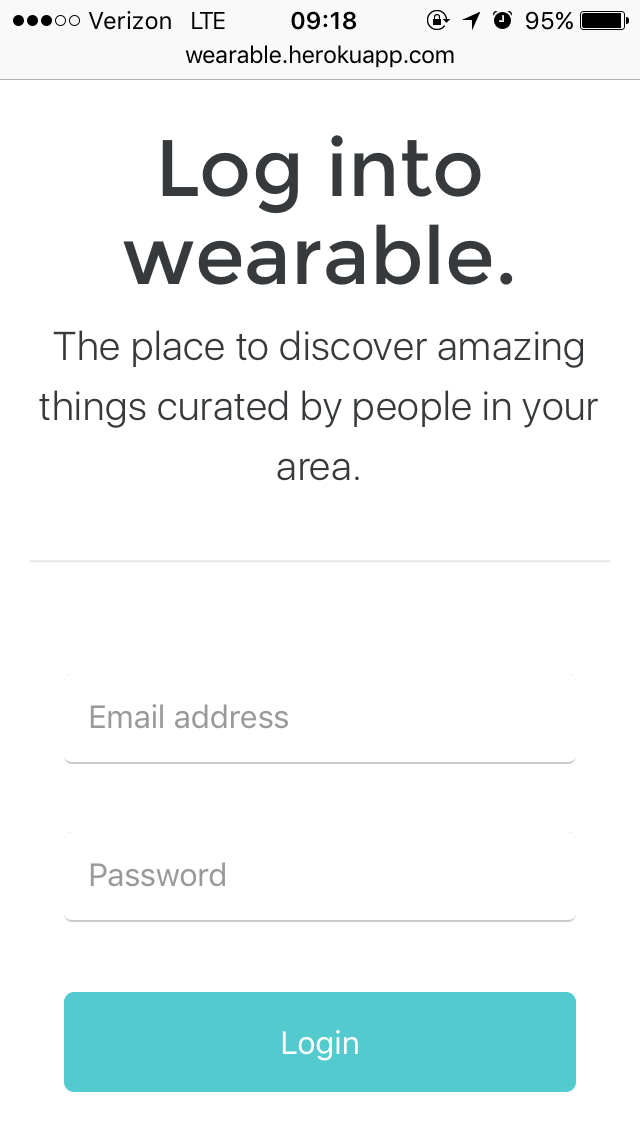 Verizon LTE 09:18 95%
wearable.herokuapp.com
Log into
wearable.
The place to discover amazing
things curated by people in your
area.
Email address
Password
Login